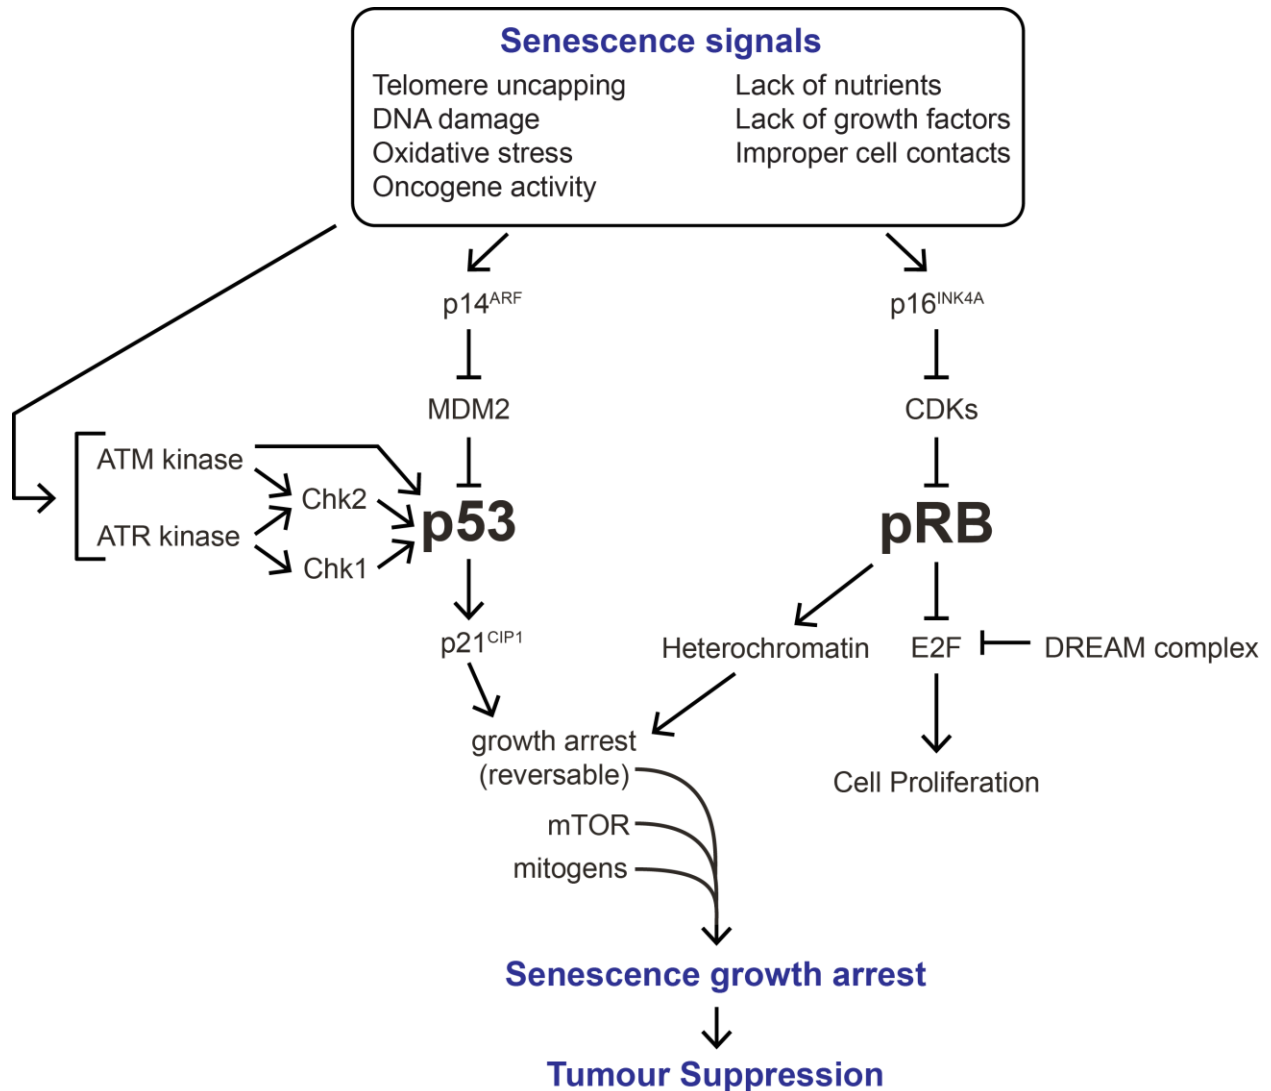 Senescence signals
Telomere uncapping
DNA damage
Oxidative stress
Oncogene activity
Lack of nutrients
Lack of growth factors
Improper cell contacts
p14ARF
p16INK4A
MDM2
CDKs
ATM kinase
Chk2
ATR kinase
Chk1
p53
pRB
p21CIP1
Heterochromatin
E2F
DREAM complex
growth arrest
(reversable)
Cell Proliferation
mTOR
mitogens
Senescence growth arrest
Tumour Suppression